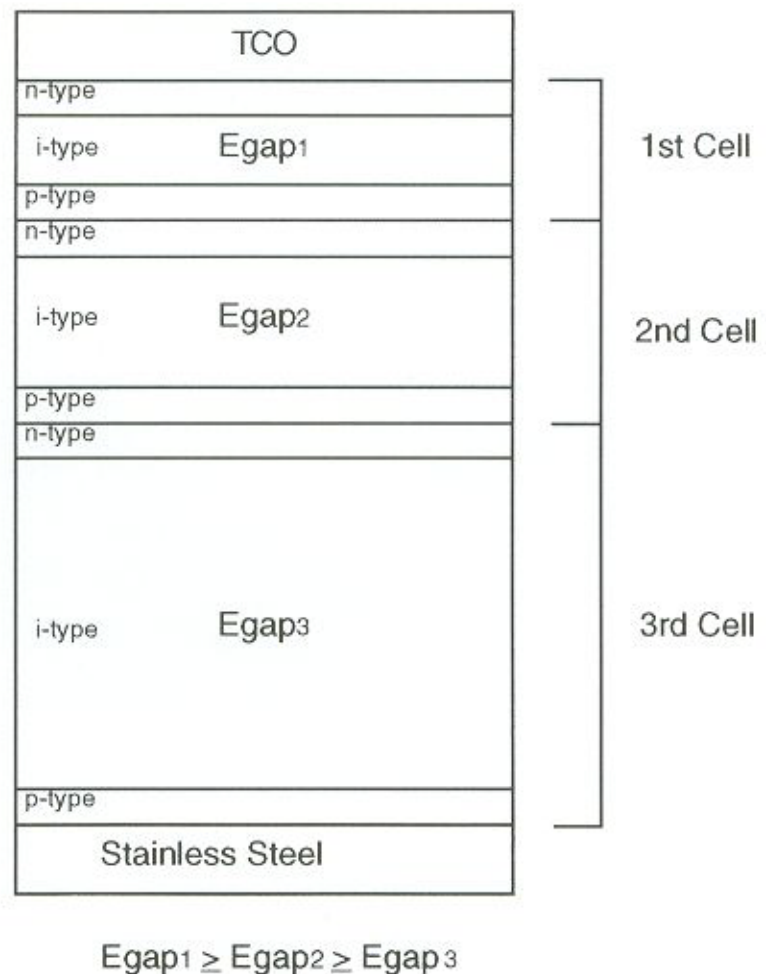 TCO
n-type
i-type Egap1
1st Cell
p-type
n-type
i-type Egap2
2nd Cell
p-type
n-type
i-type Egap3
3rd Cell
p-type
Stainless Steel
Egap1 ≥ Egap2 ≥ Egap3